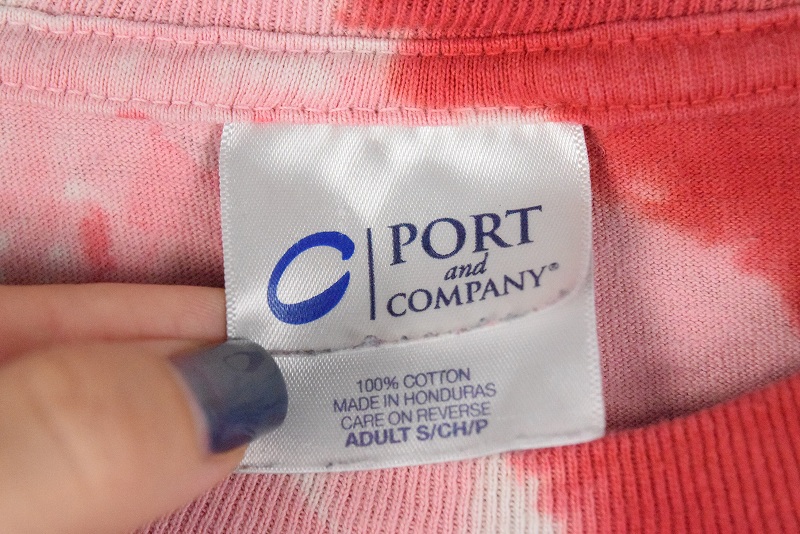 PORT
and
COMPANY®
100% COTTON
MADE IN HONDURAS
CARE ON REVERSE
ADULT S/CH/P